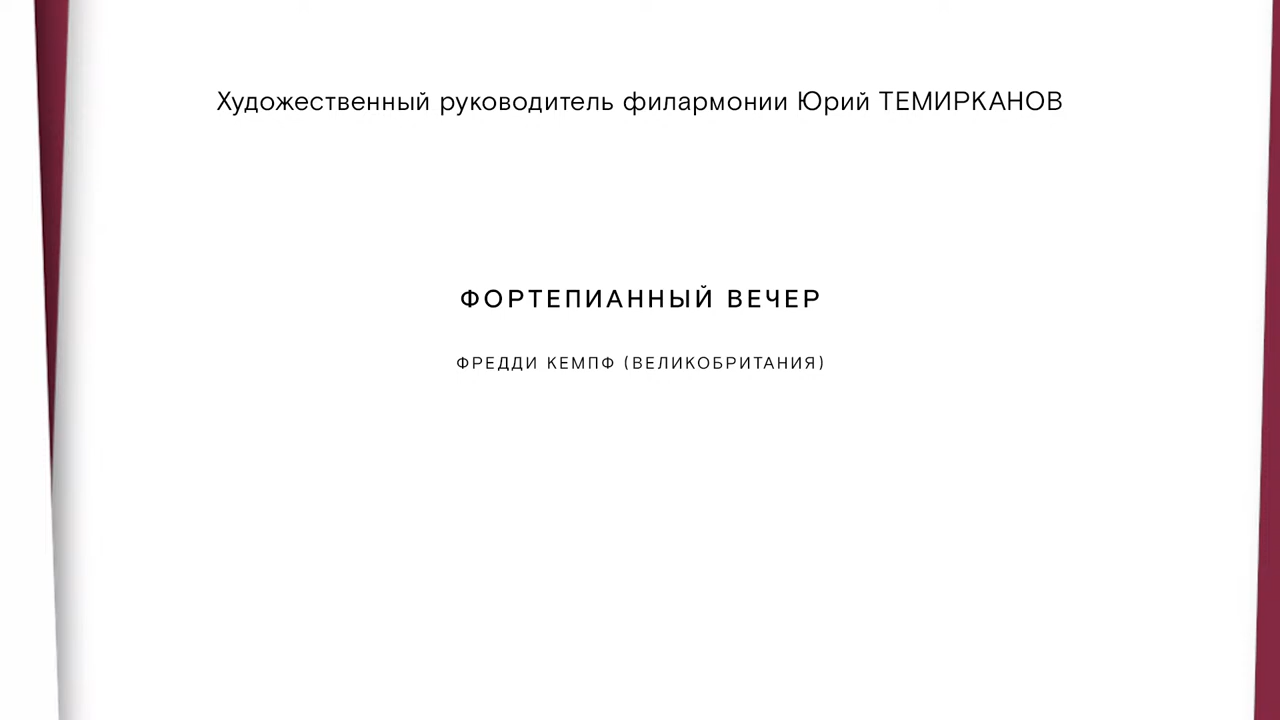 Художественный руководитель филармонии Юрий ТЕМИРКАНОВ
ФОРТЕПИАННЫЙ ВЕЧЕР
ФРЕДДИ КЕМПФ (ВЕЛИКОБРИТАНИЯ)